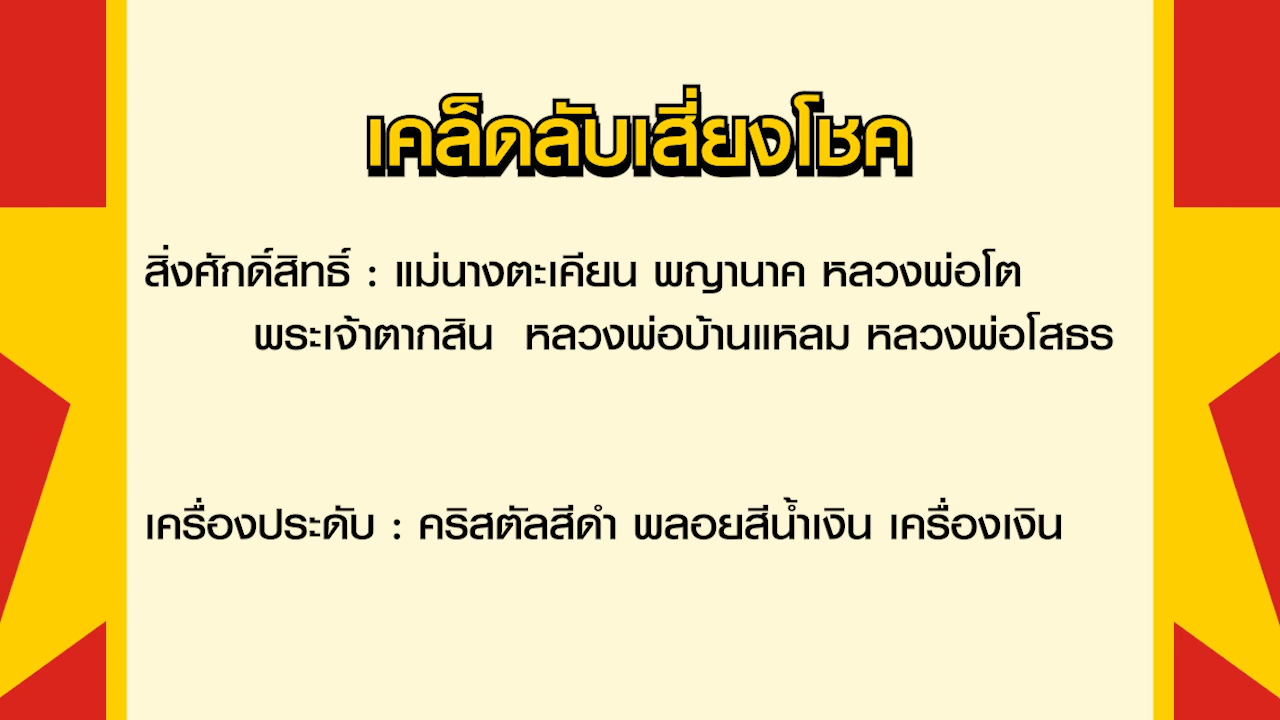 เคล็ดลับเสี่ยงโชค
สิ่งศักดิ์สิทธิ์ : แม่นางตะเคียน พญานาค หลวงพ่อโต
พระเจ้าตากสิน หลวงพ่อบ้านแหลม หลวงพ่อโสธร
เครื่องประดับ : คริสตัลสีดำ พลอยสีน้ำเงิน เครื่องเงิน